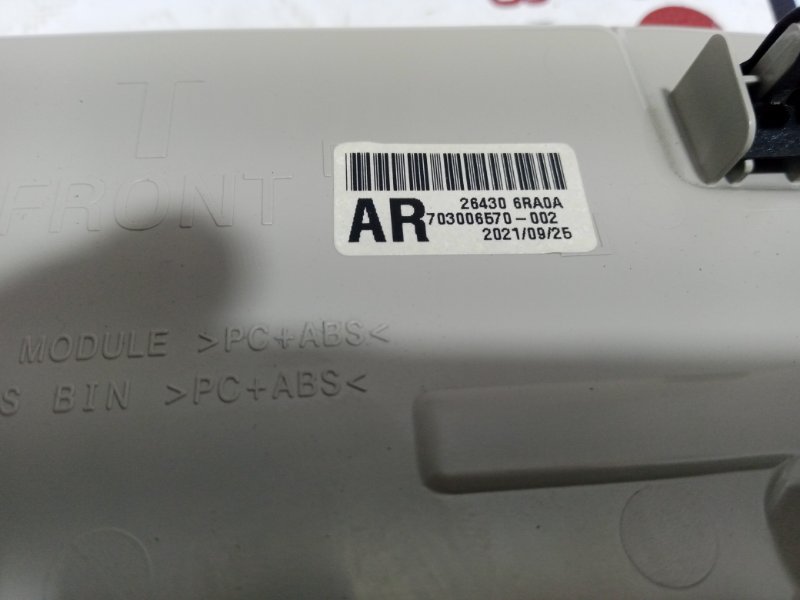 FRONT
26430 6RA0A
AR 703006570-002
2021/09/25
MODULE >PC+ABS<
S BIN >PC+ABS<